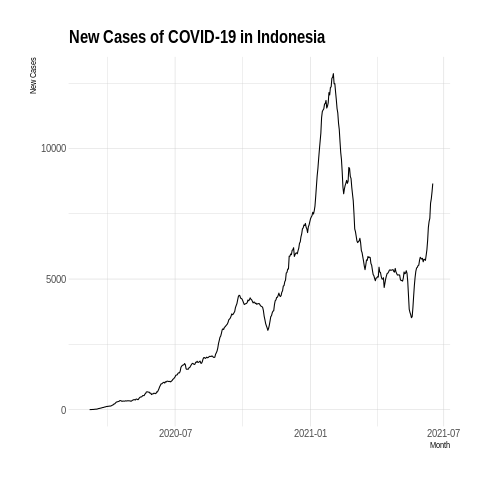 New Cases of COVID-19 in Indonesia
New Cases
10000
5000
0
2020-07
2021-01
2021-07
Month